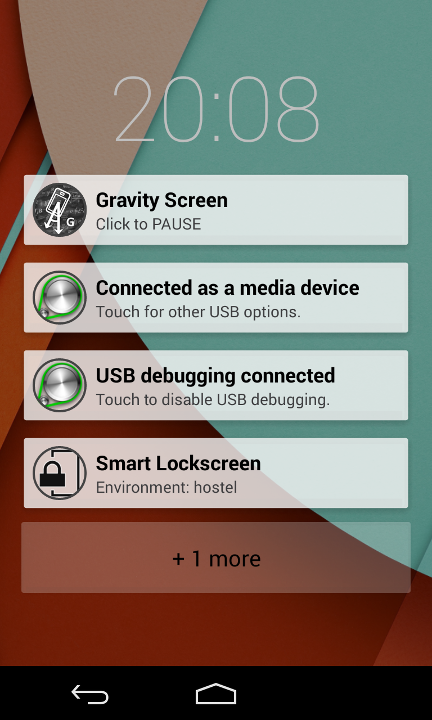 20:08
Gravity Screen
Click to PAUSE
G
Connected as a media device
Touch for other USB options.
USB debugging connected
Touch to disable USB debugging.
Smart Lockscreen
Environment: hostel
+ 1 more